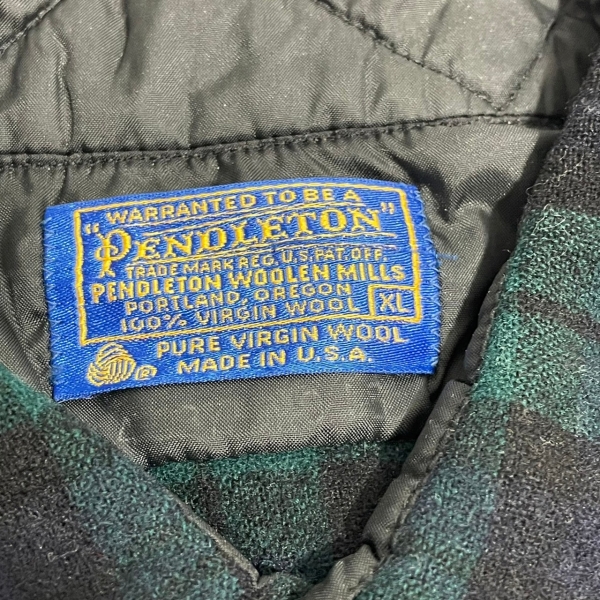 WARRANTED TO BE A
"PENDLETON"
TRADE MARK REG. U.S. PAT. OFF.
PENDLETON WOOLEN MILLS
PORTLAND, OREGON
100% VIRGIN WOOL XL
PURE VIRGIN WOOL
® MADE IN U.S.A.